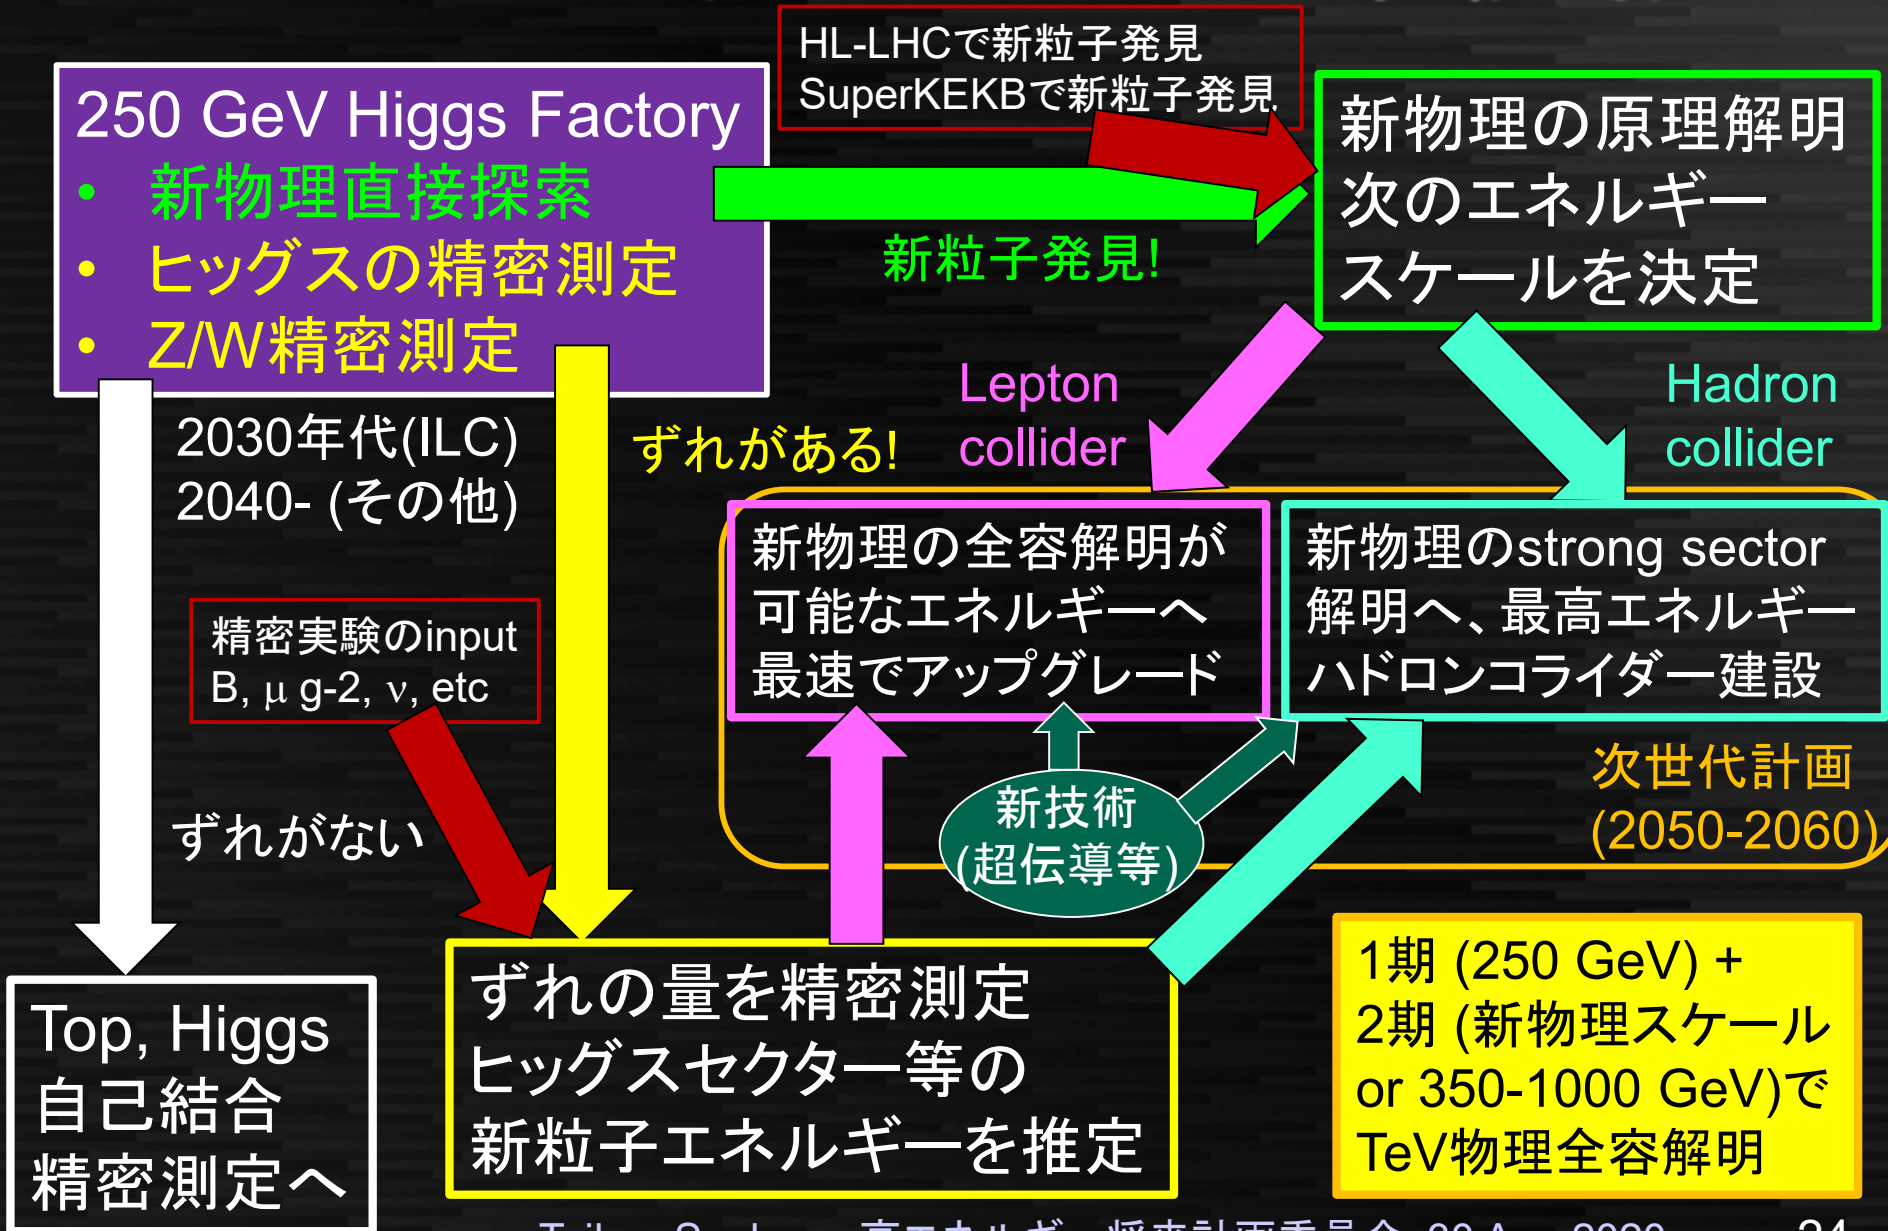 HL-LHCで新粒子発見
SuperKEKBで新粒子発見
250 GeV Higgs Factory
• 新物理直接探索
• ヒッグスの精密測定
• Z/W精密測定
新粒子発見!
新物理の原理解明
次のエネルギー
スケールを決定
2030年代(ILC)
2040- (その他)
ずれがある!
Lepton
collider
Hadron
collider
新物理の全容解明が
可能なエネルギーへ
最速でアップグレード
新物理のstrong sector
解明へ、最高エネルギー
ハドロンコライダー建設
精密実験のinput
B, μ g-2, ν, etc
ずれがない
新技術
(超伝導等)
次世代計画
(2050-2060)
Top, Higgs
自己結合
精密測定へ
ずれの量を精密測定
ヒッグスセクター等の
新粒子エネルギーを推定
1期 (250 GeV) +
2期 (新物理スケール
or 350-1000 GeV)で
TeV物理全容解明